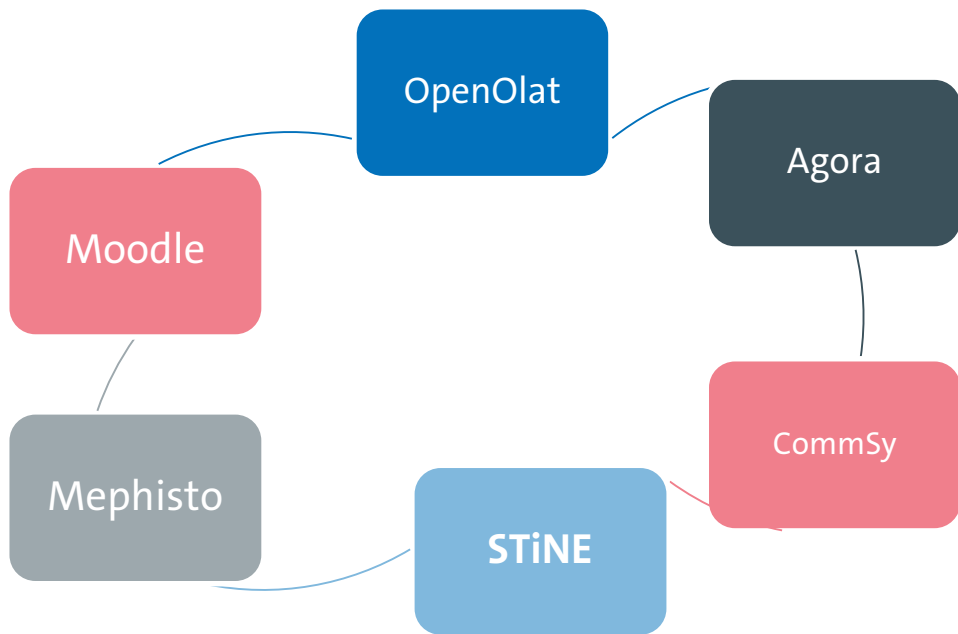 OpenOlat
Agora
CommSy
STiNE
Mephisto
Moodle